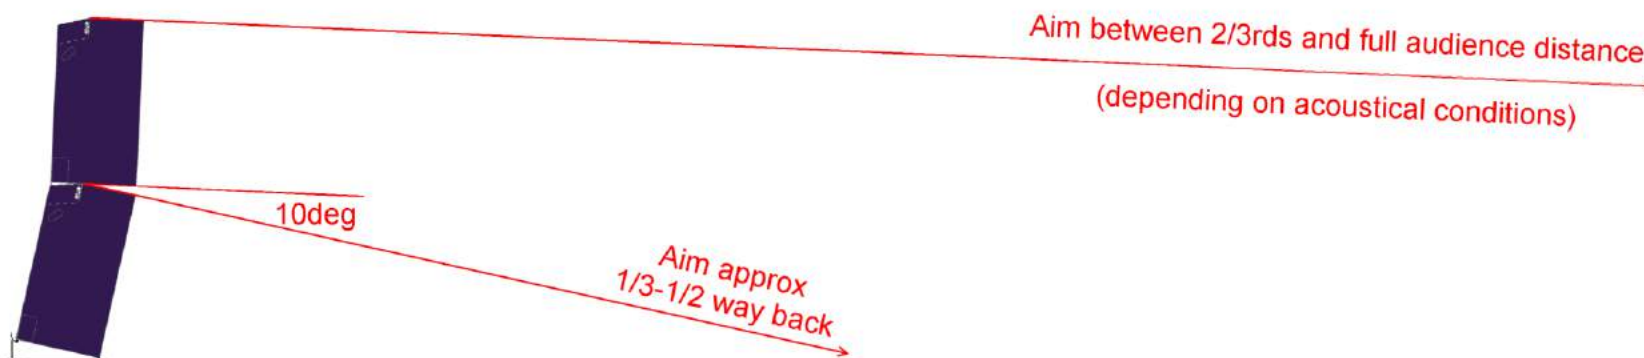 Aim between 2/3rds and full audience distance
(depending on acoustical conditions)
10deg
Aim approx
1/3-1/2 way back